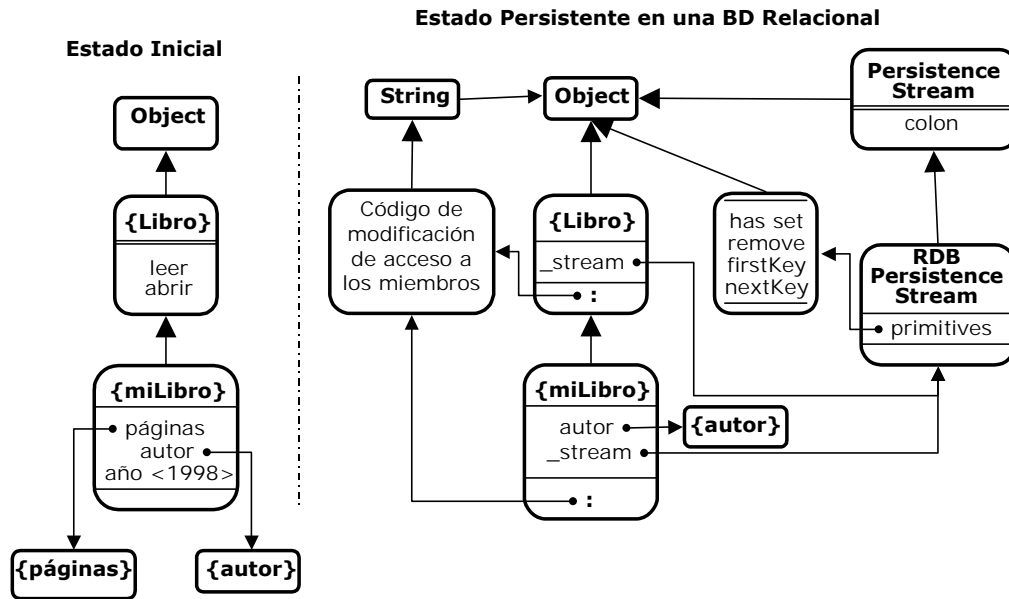 Estado Persistente en una BD Relacional
Estado Inicial
Object
{Libro}
leer
abrir
{miLibro}
páginas
autor
año <1998>
{páginas}
{autor}
String
Object
Persistence
Stream
colon
Código de
modificación
de acceso a
los miembros
{Libro}
_stream
:
has set
remove
firstKey
nextKey
RDB
Persistence
Stream
primitives
{miLibro}
autor
_stream
:
{autor}